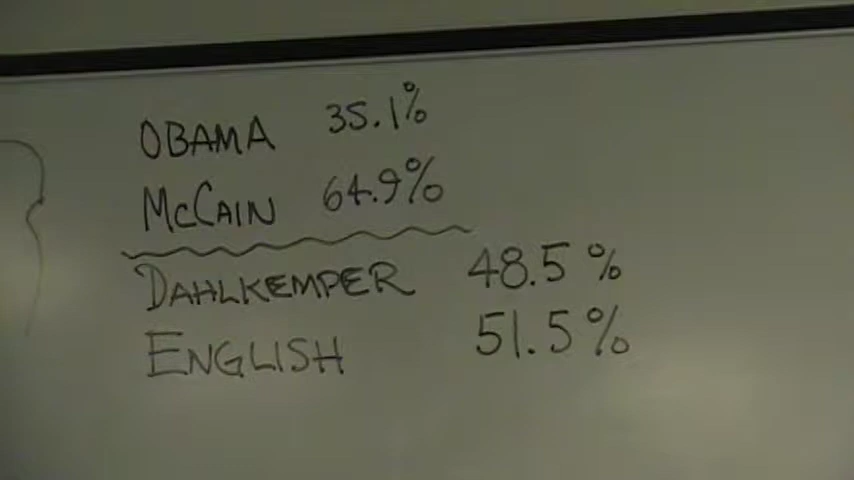 OBAMA 35.1%
McCAIN 64.9%
DAHLKEMPER 48.5%
ENGLISH 51.5%